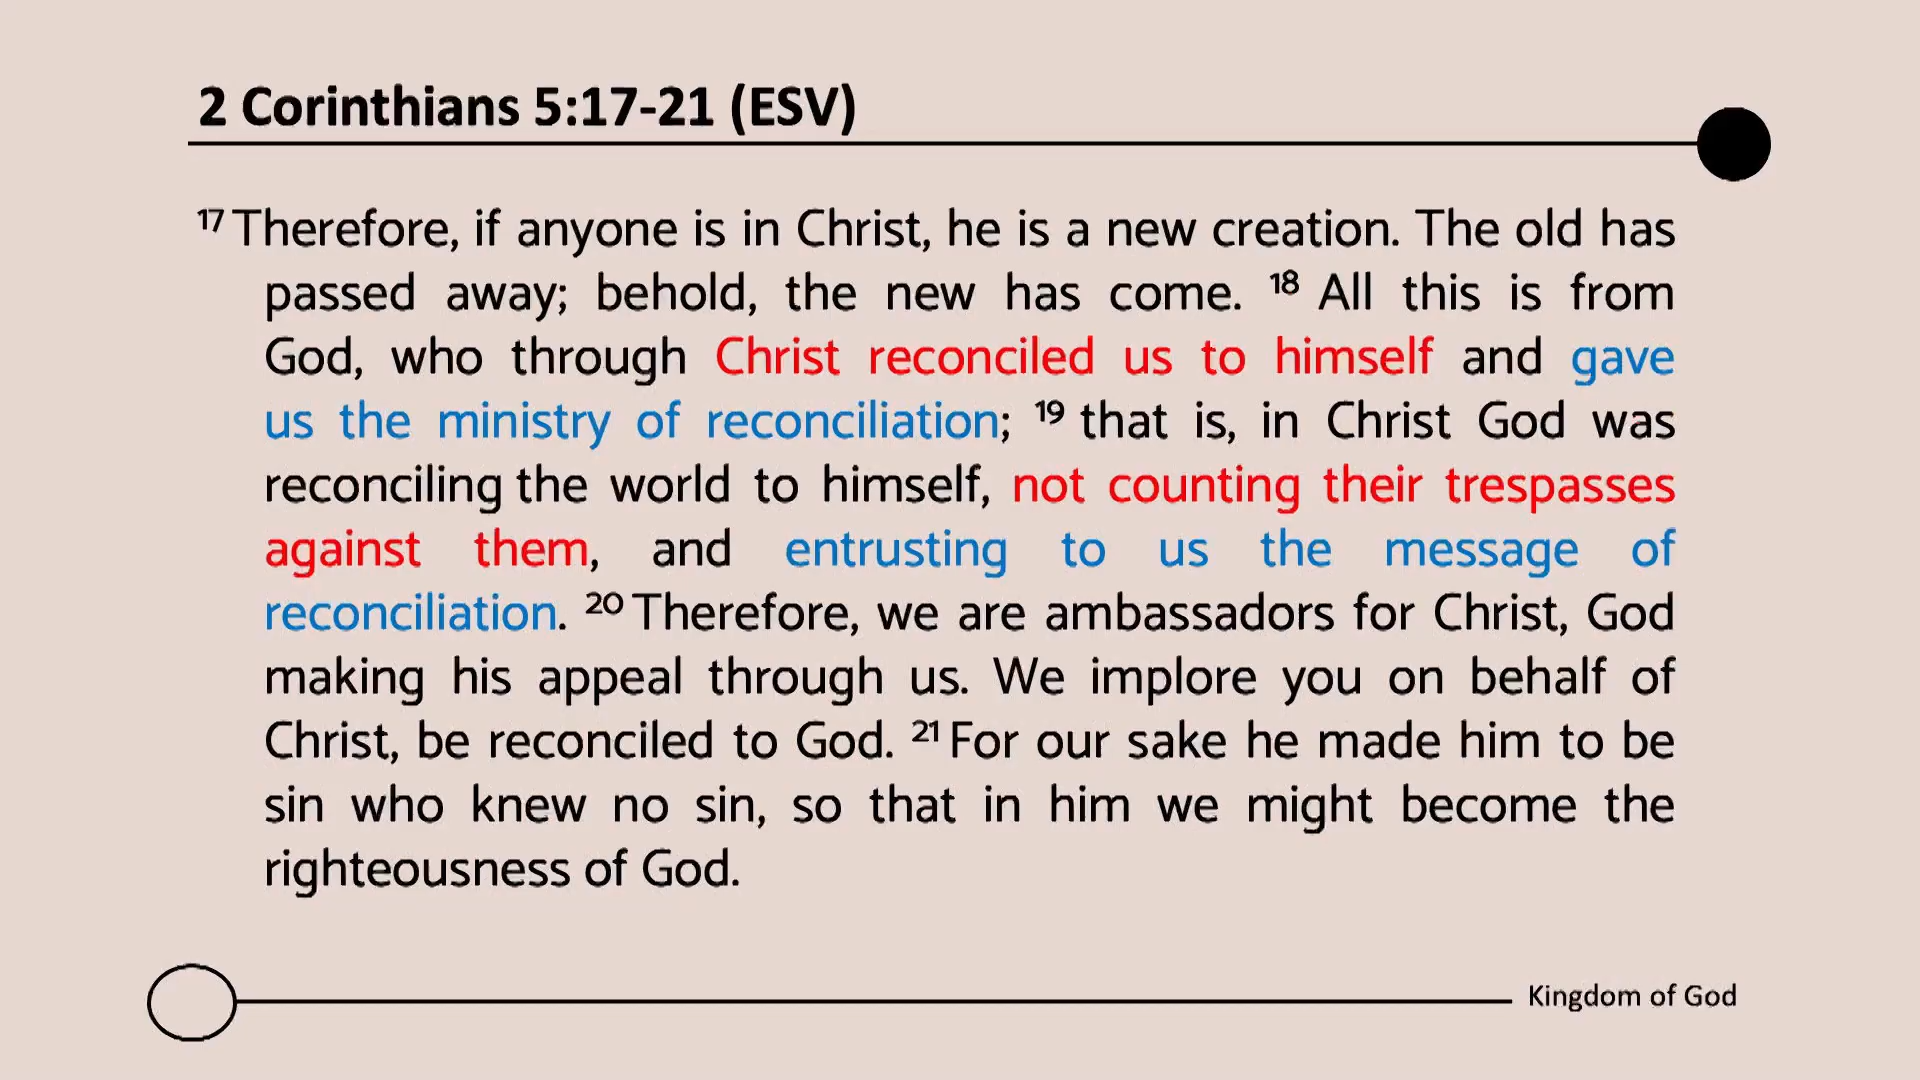 2 Corinthians 5:17-21 (ESV)
17 Therefore, if anyone is in Christ, he is a new creation. The old has
passed away; behold, the new has come. 18 All this is from
God, who through Christ reconciled us to himself and gave
us the ministry of reconciliation; 19 that is, in Christ God was
reconciling the world to himself, not counting their trespasses
against them, and entrusting to us the message of
reconciliation. 20 Therefore, we are ambassadors for Christ, God
making his appeal through us. We implore you on behalf of
Christ, be reconciled to God. 21 For our sake he made him to be
sin who knew no sin, so that in him we might become the
righteousness of God.
Kingdom of God